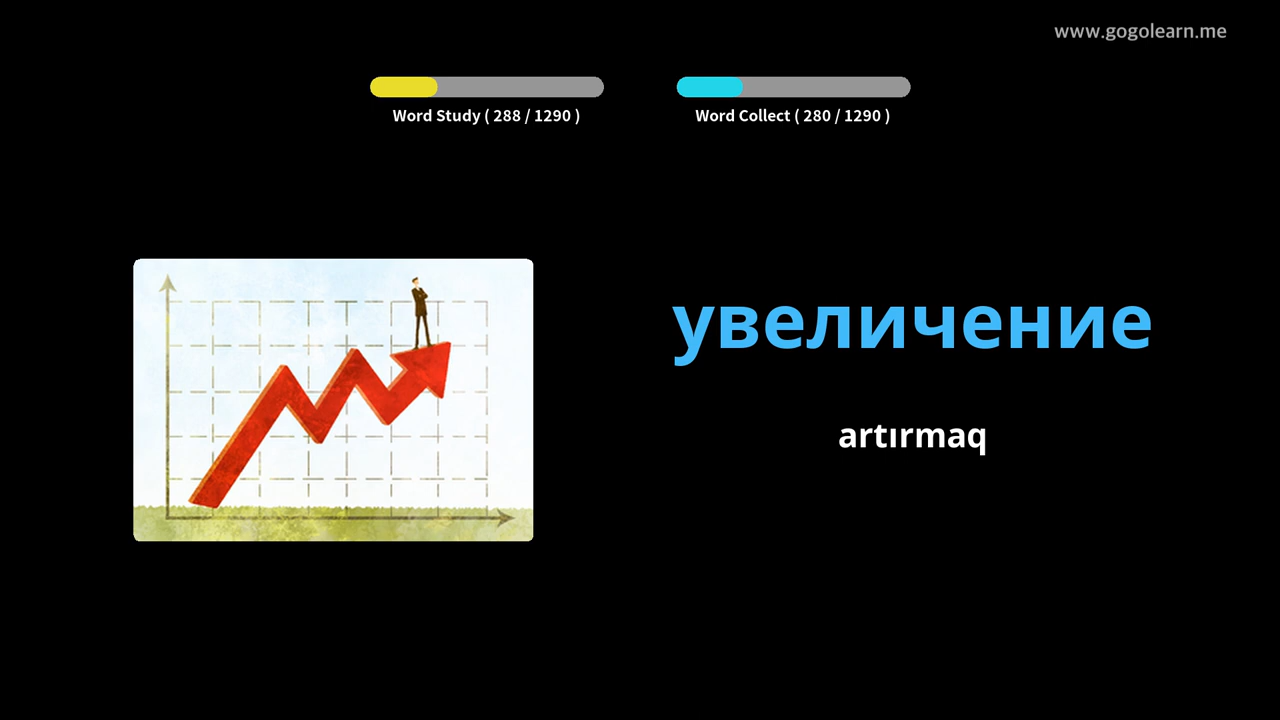 www.gogolearn.me
Word Study ( 288 / 1290 )
Word Collect ( 280 / 1290 )
увеличение
artırmaq